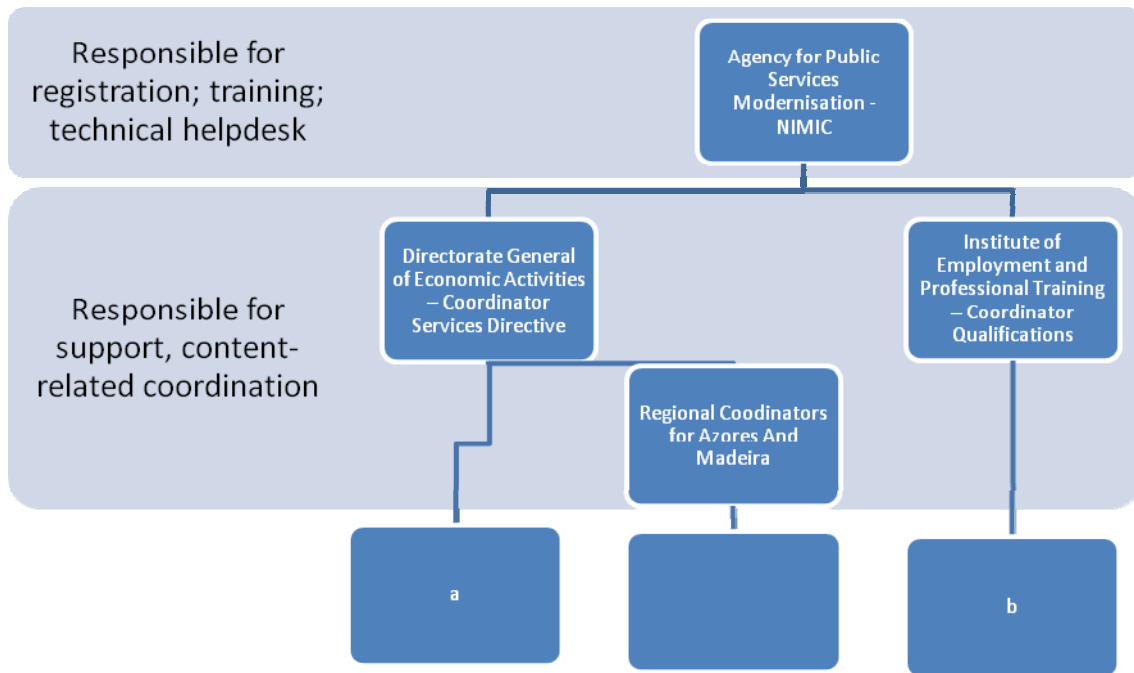 Responsible for
registration; training;
technical helpdesk
Agency for Public
Services
Modernisation -
NIMIC
Responsible for
support, content-
related coordination
Directorate General
of Economic Activities
– Coordinator
Services Directive
Institute of
Employment and
Professional Training
– Coordinator
Qualifications
Regional Coodinators
for Azores And
Madeira
a
b